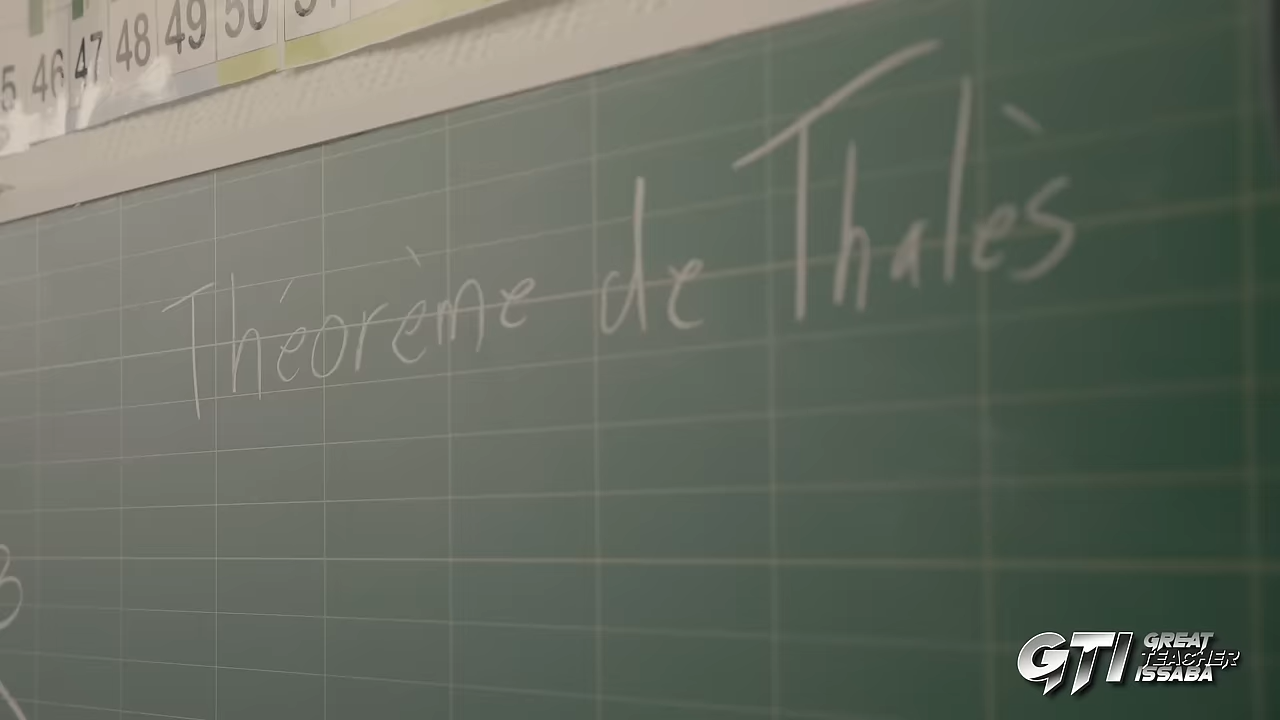 46 47 48 49 50
Théorème de Thalès
B
GTI GREAT
TEACHER
ISSABA